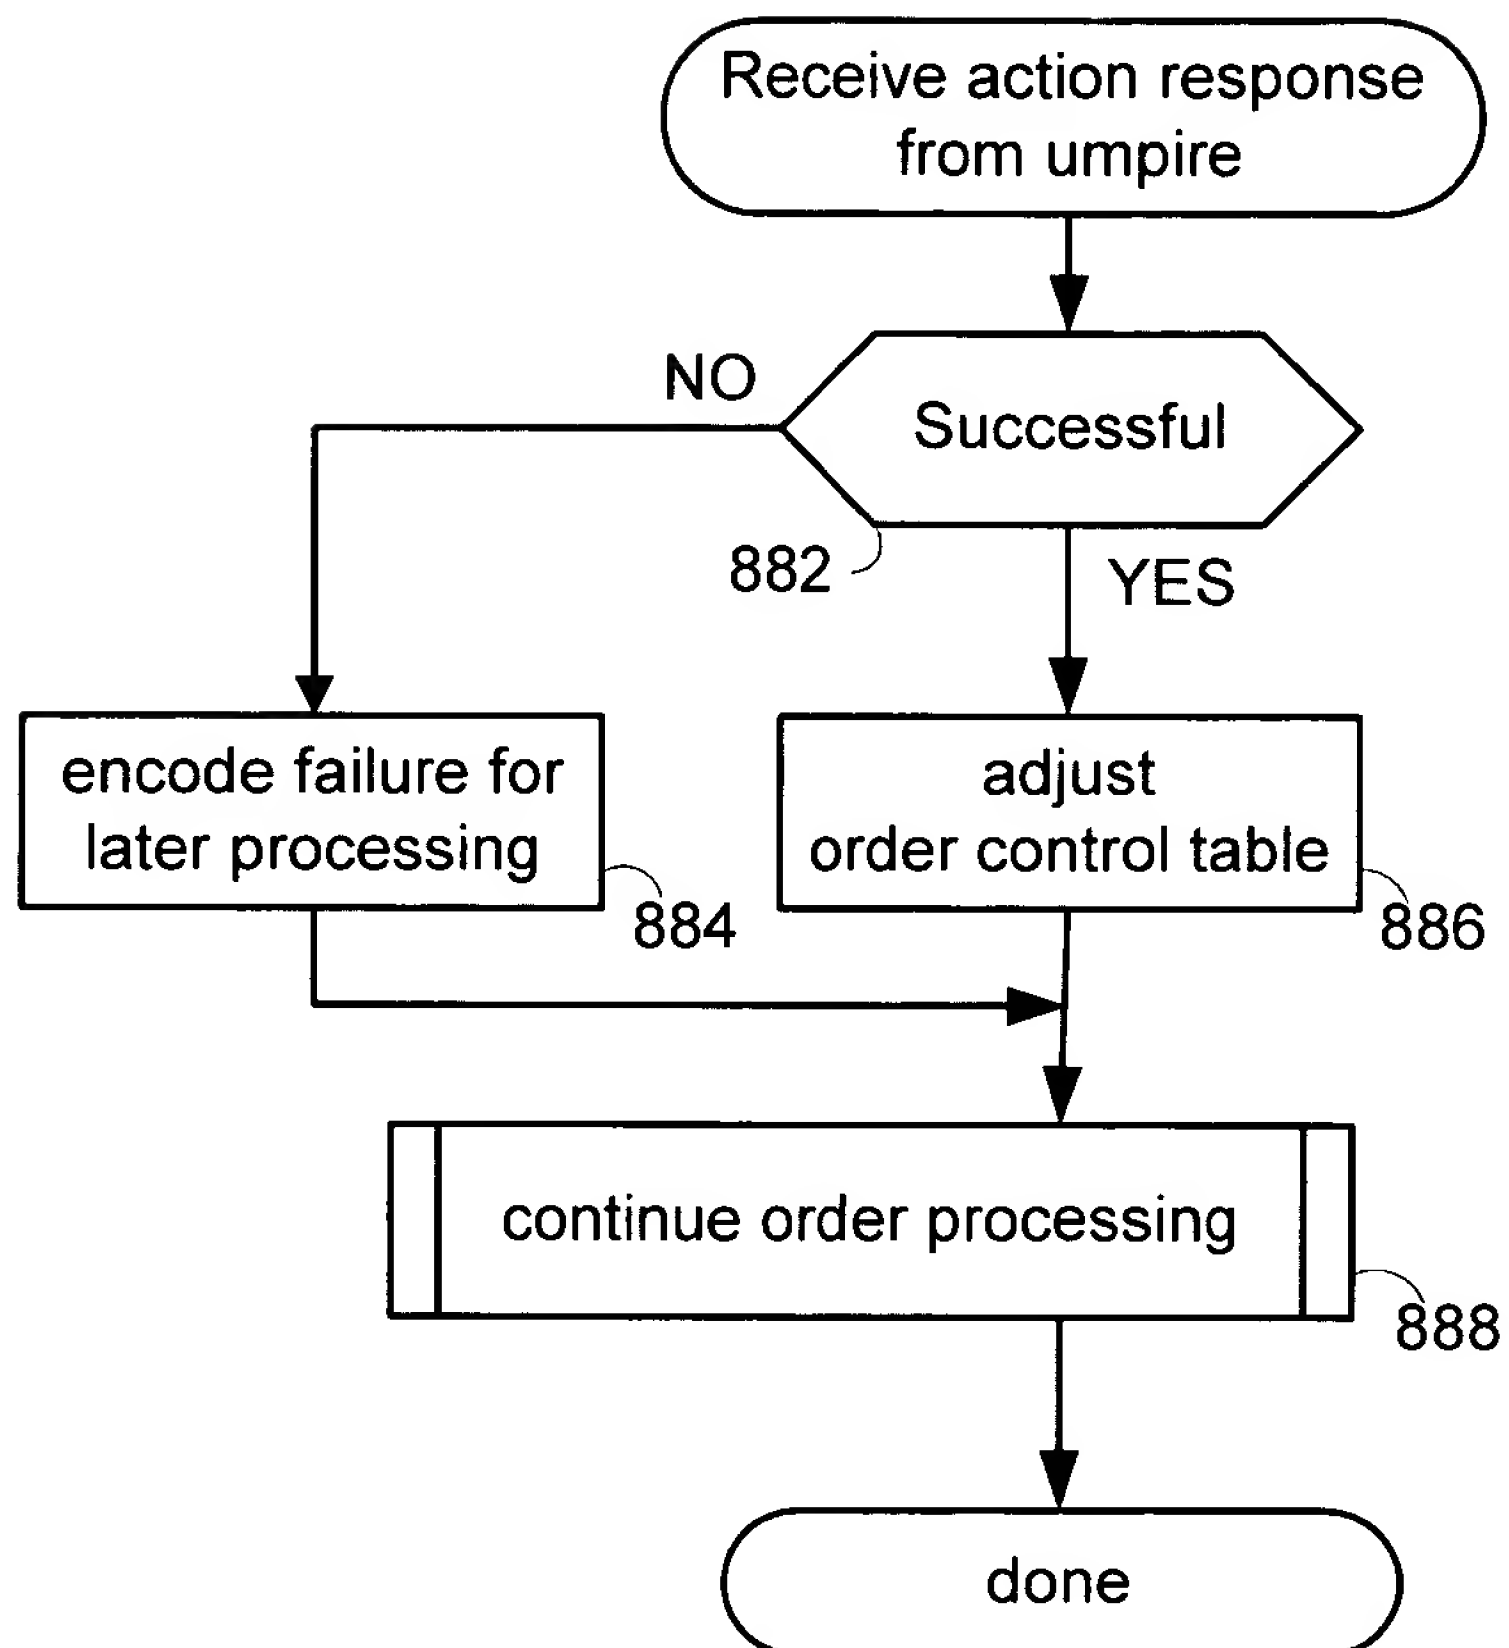 Receive action response
from umpire
NO
Successful
882
YES
encode failure for
later processing
884
adjust
order control table
886
continue order processing
888
done